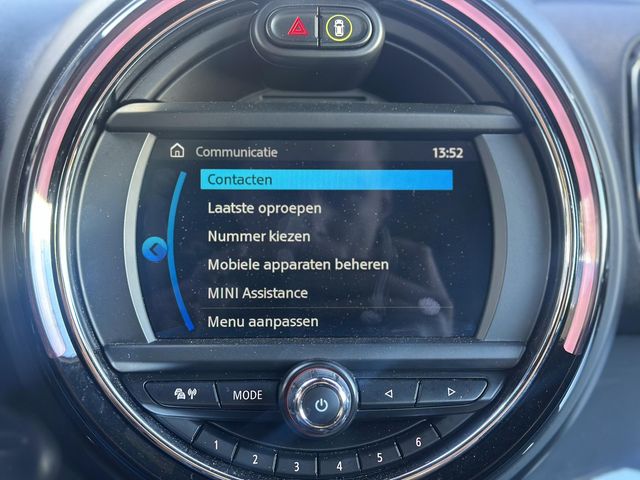 Communicatie 13:52
Contacten
Laatste oproepen
Nummer kiezen
Mobiele apparaten beheren
MINI Assistance
Menu aanpassen
MODE
1 2 3 4 5 6